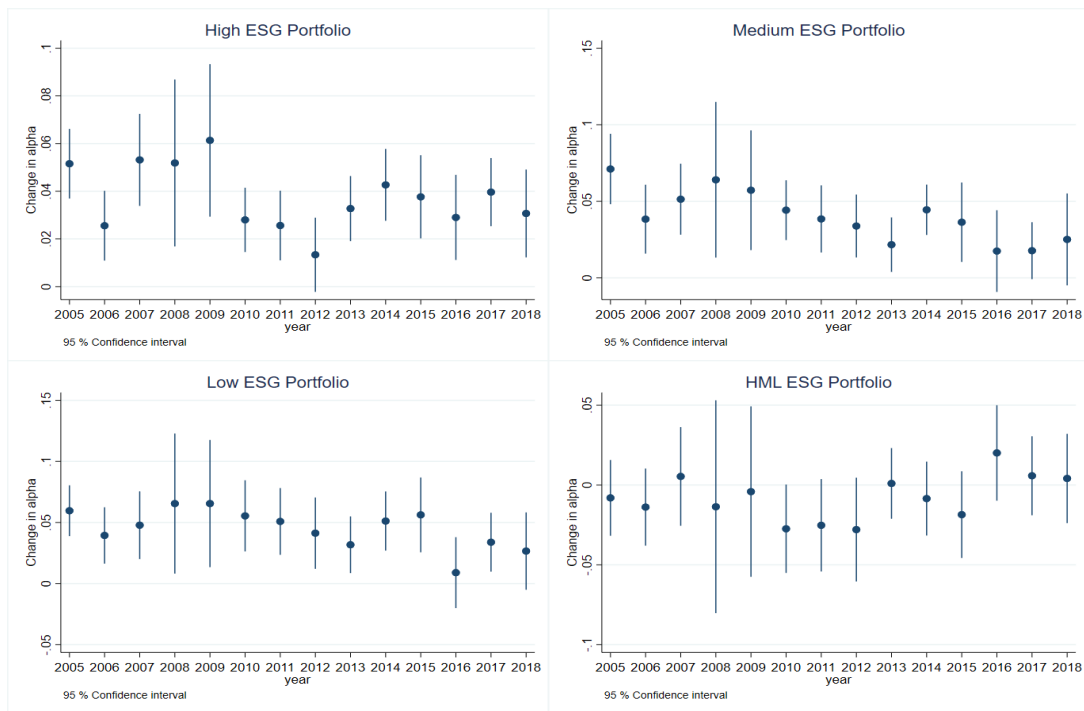 High ESG Portfolio
Change in alpha
.1
.08
.06
.04
.02
0
2005 2006 2007 2008 2009 2010 2011 2012 2013 2014 2015 2016 2017 2018
year
95 % Confidence interval
Medium ESG Portfolio
Change in alpha
.15
.1
.05
0
2005 2006 2007 2008 2009 2010 2011 2012 2013 2014 2015 2016 2017 2018
year
95 % Confidence interval
Low ESG Portfolio
Change in alpha
.15
.1
.05
0
-.05
2005 2006 2007 2008 2009 2010 2011 2012 2013 2014 2015 2016 2017 2018
year
95 % Confidence interval
HML ESG Portfolio
Change in alpha
.05
0
-.05
-.1
2005 2006 2007 2008 2009 2010 2011 2012 2013 2014 2015 2016 2017 2018
year
95 % Confidence interval